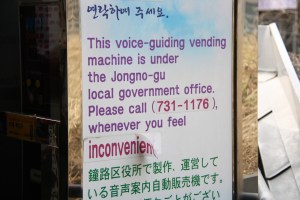 연락하여 주세요.
This voice-guiding vending
machine is under
the Jongno-gu
local government office.
Please call (731-1176),
whenever you feel
inconvenien
鐘路区役所で製作、運営して
いる音声案内自動販売機です。